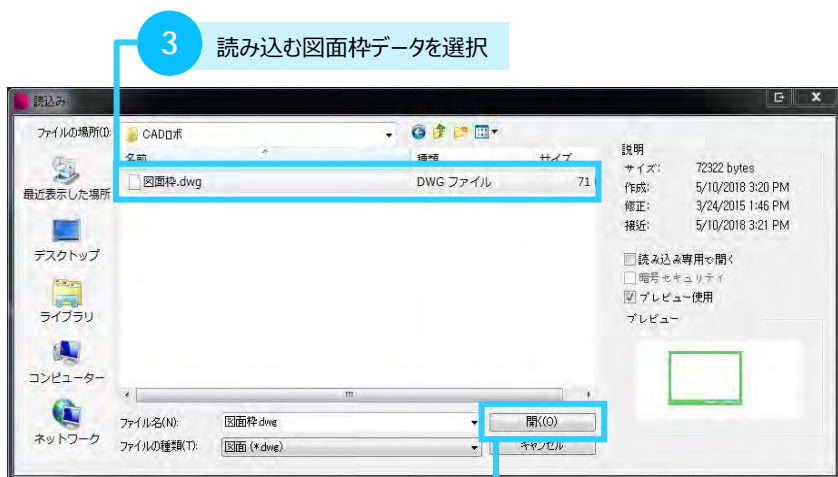 3 読み込む図面枠データを選択
読込み
ファイルの場所(I): CADロボ
名前 種類 サイズ
図面枠.dwg DWG ファイル 71
最近表示した場所
デスクトップ
ライブラリ
コンピューター
ネットワーク
ファイル名(N): 図面枠.dwg 開く(O)
ファイルの種類(T): 図面 (*.dwg) キャンセル
説明
サイズ: 72322 bytes
作成: 5/10/2018 3:20 PM
修正: 3/24/2015 1:46 PM
接近: 5/10/2018 3:21 PM
読み込み専用で開く
暗号セキュリティ
プレビュー使用
プレビュー